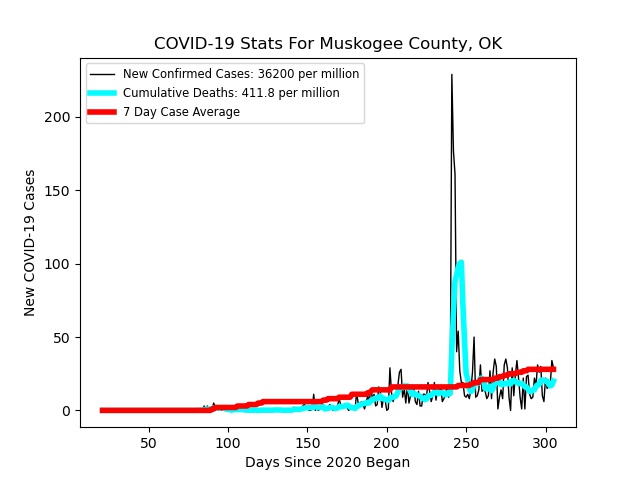 COVID-19 Stats For Muskogee County, OK
New Confirmed Cases: 36200 per million
Cumulative Deaths: 411.8 per million
7 Day Case Average
New COVID-19 Cases
200
150
100
50
0
50 100 150 200 250 300
Days Since 2020 Began